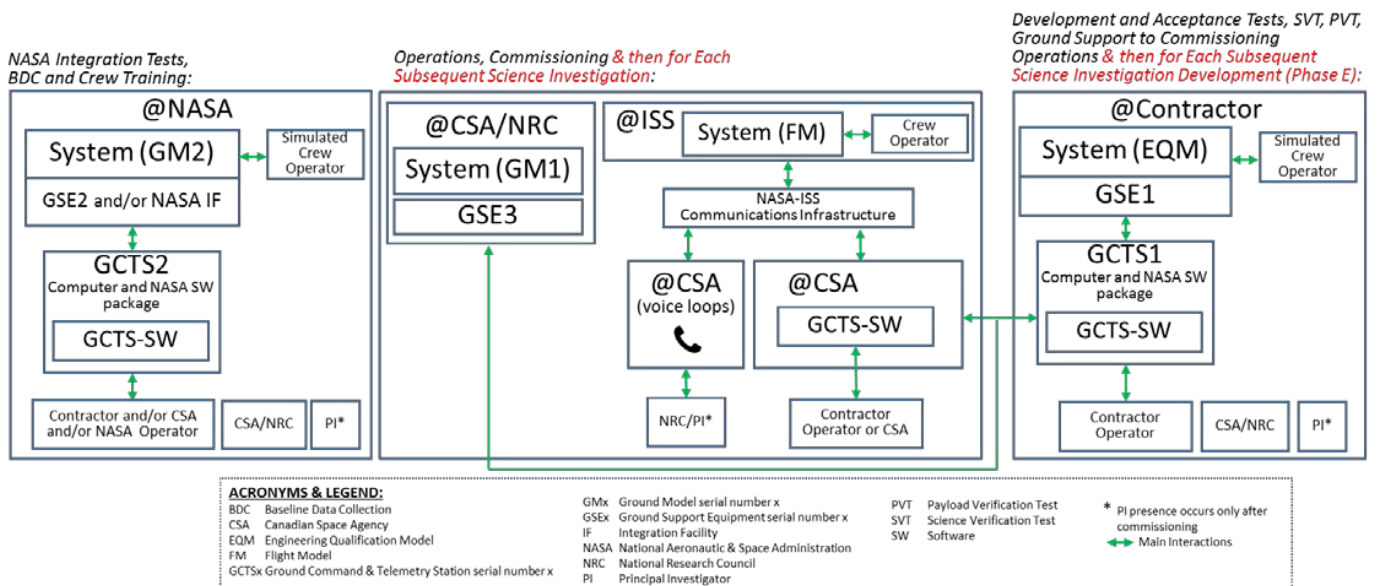 NASA Integration Tests,
BDC and Crew Training:
@NASA
System (GM2)
Simulated
Crew
Operator
GSE2 and/or NASA IF
GCTS2
Computer and NASA SW
package
GCTS-SW
Contractor and/or CSA
and/or NASA Operator
CSA/NRC
PI*
Operations, Commissioning & then for Each
Subsequent Science Investigation:
@CSA/NRC
System (GM1)
GSE3
@ISS
System (FM)
Crew
Operator
NASA-ISS
Communications Infrastructure
@CSA
(voice loops)
NRC/PI*
@CSA
GCTS-SW
Contractor
Operator or CSA
Development and Acceptance Tests, SVT, PVT,
Ground Support to Commissioning
Operations & then for Each Subsequent
Science Investigation Development (Phase E):
@Contractor
System (EQM)
Simulated
Crew
Operator
GSE1
GCTS1
Computer and NASA SW
package
GCTS-SW
Contractor
Operator
CSA/NRC
PI*
ACRONYMS & LEGEND:
BDC Baseline Data Collection
CSA Canadian Space Agency
EQM Engineering Qualification Model
FM Flight Model
GCTSx Ground Command & Telemetry Station serial number x
GMx Ground Model serial number x
GSEx Ground Support Equipment serial number x
IF Integration Facility
NASA National Aeronautic & Space Administration
NRC National Research Council
PI Principal Investigator
PVT Payload Verification Test
SVT Science Verification Test
SW Software
* PI presence occurs only after
commissioning
Main Interactions